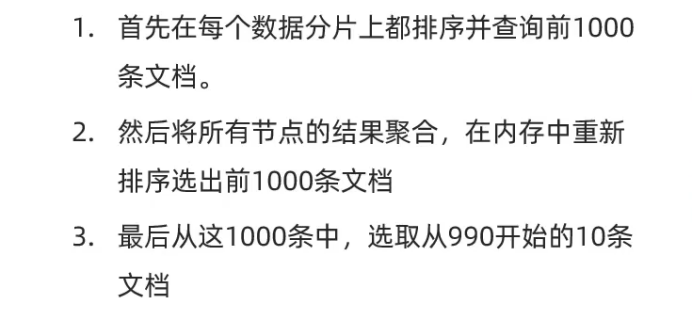 1. 首先在每个数据分片上都排序并查询前1000
条文档。
2. 然后将所有节点的结果聚合，在内存中重新
排序选出前1000条文档
3. 最后从这1000条中，选取从990开始的10条
文档